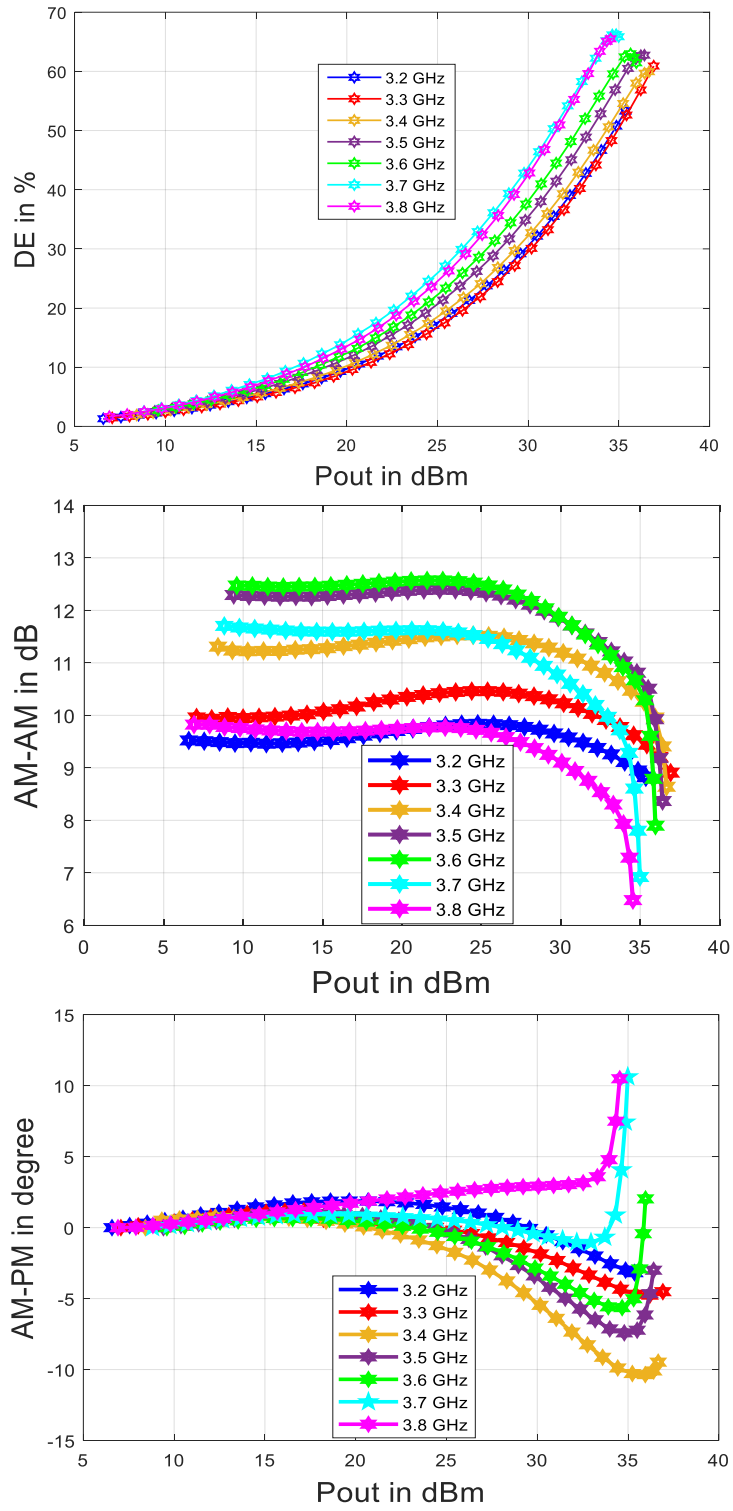 70
60
50
40
30
20
10
0
DE in %
3.2 GHz
3.3 GHz
3.4 GHz
3.5 GHz
3.6 GHz
3.7 GHz
3.8 GHz
5 10 15 20 25 30 35 40
Pout in dBm
14
13
12
11
10
9
8
7
6
AM-AM in dB
3.2 GHz
3.3 GHz
3.4 GHz
3.5 GHz
3.6 GHz
3.7 GHz
3.8 GHz
0 5 10 15 20 25 30 35 40
Pout in dBm
15
10
5
0
-5
-10
-15
AM-PM in degree
3.2 GHz
3.3 GHz
3.4 GHz
3.5 GHz
3.6 GHz
3.7 GHz
3.8 GHz
5 10 15 20 25 30 35 40
Pout in dBm